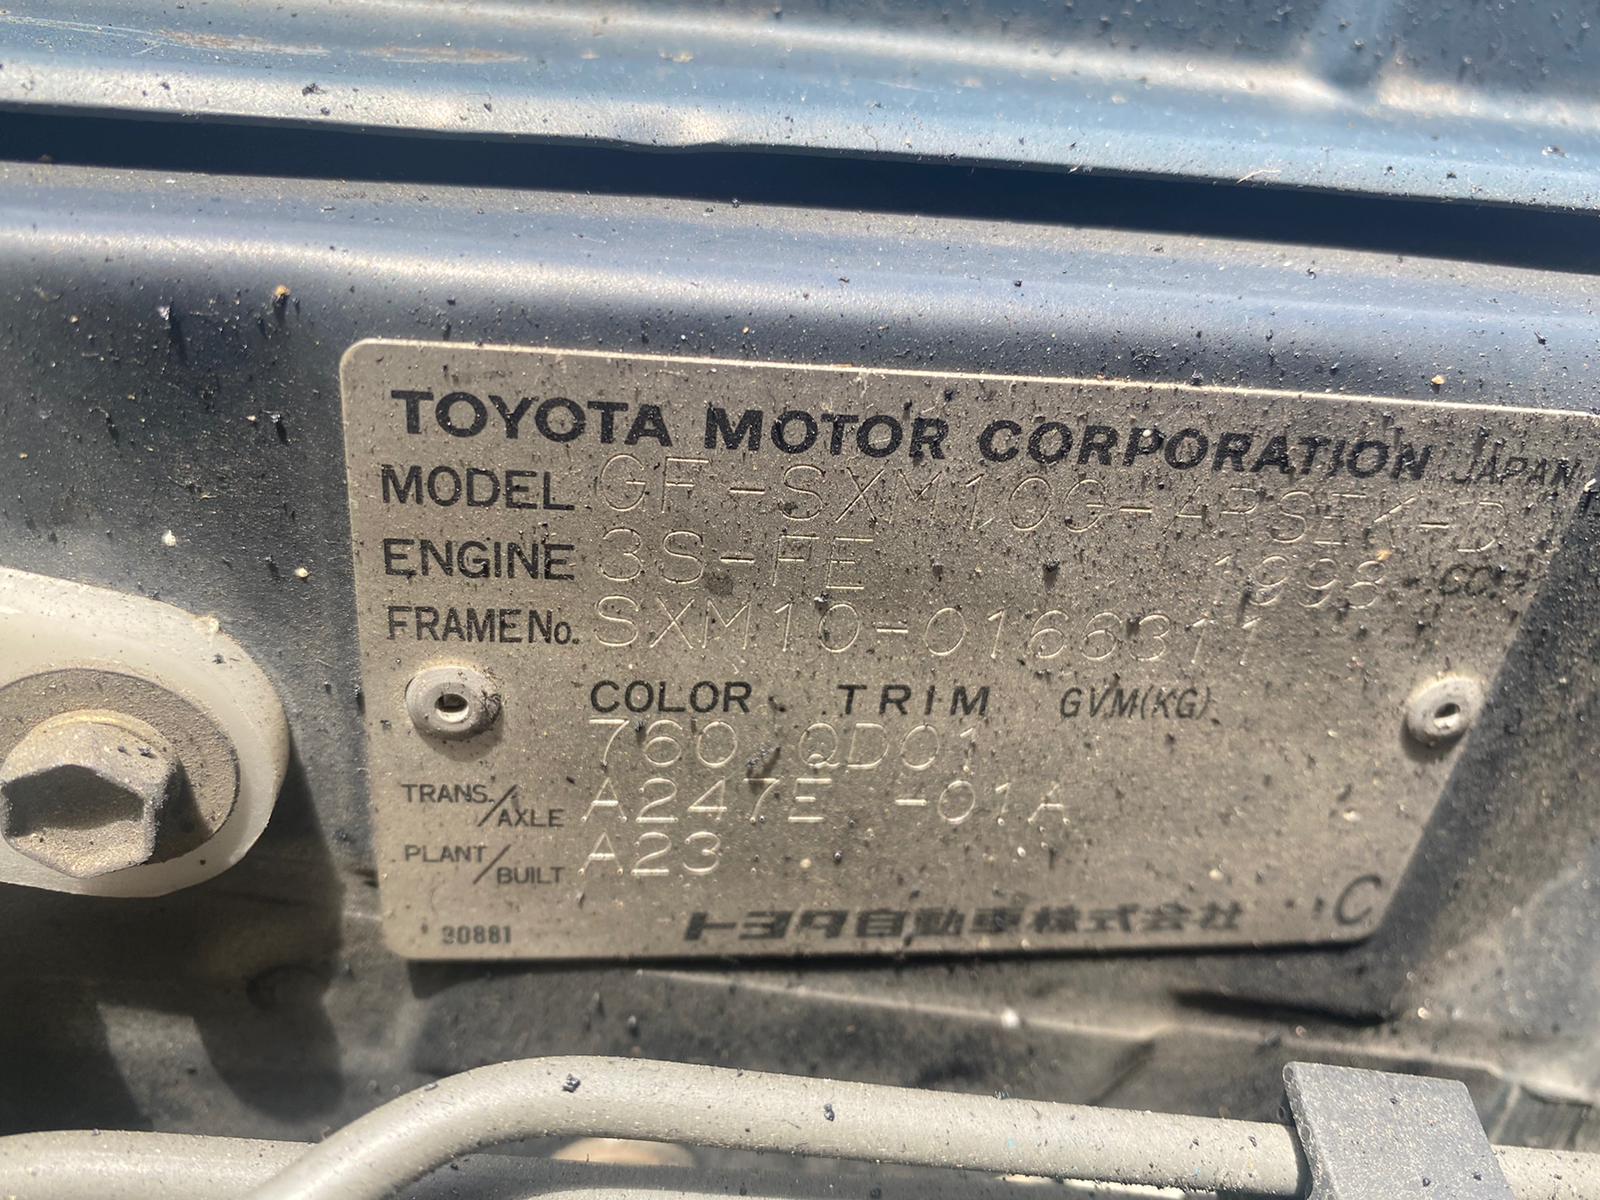 TOYOTA MOTOR CORPORATION JAPAN
MODEL GF-SXM10G-ARSEK-D
ENGINE 3S-FE 1998 CC
FRAME No. SXM10-0166311
COLOR TRIM GVM(KG)
760 QD01
TRANS./AXLE A247E -01A
PLANT/BUILT A23
30881 トヨタ自動車株式会社 C